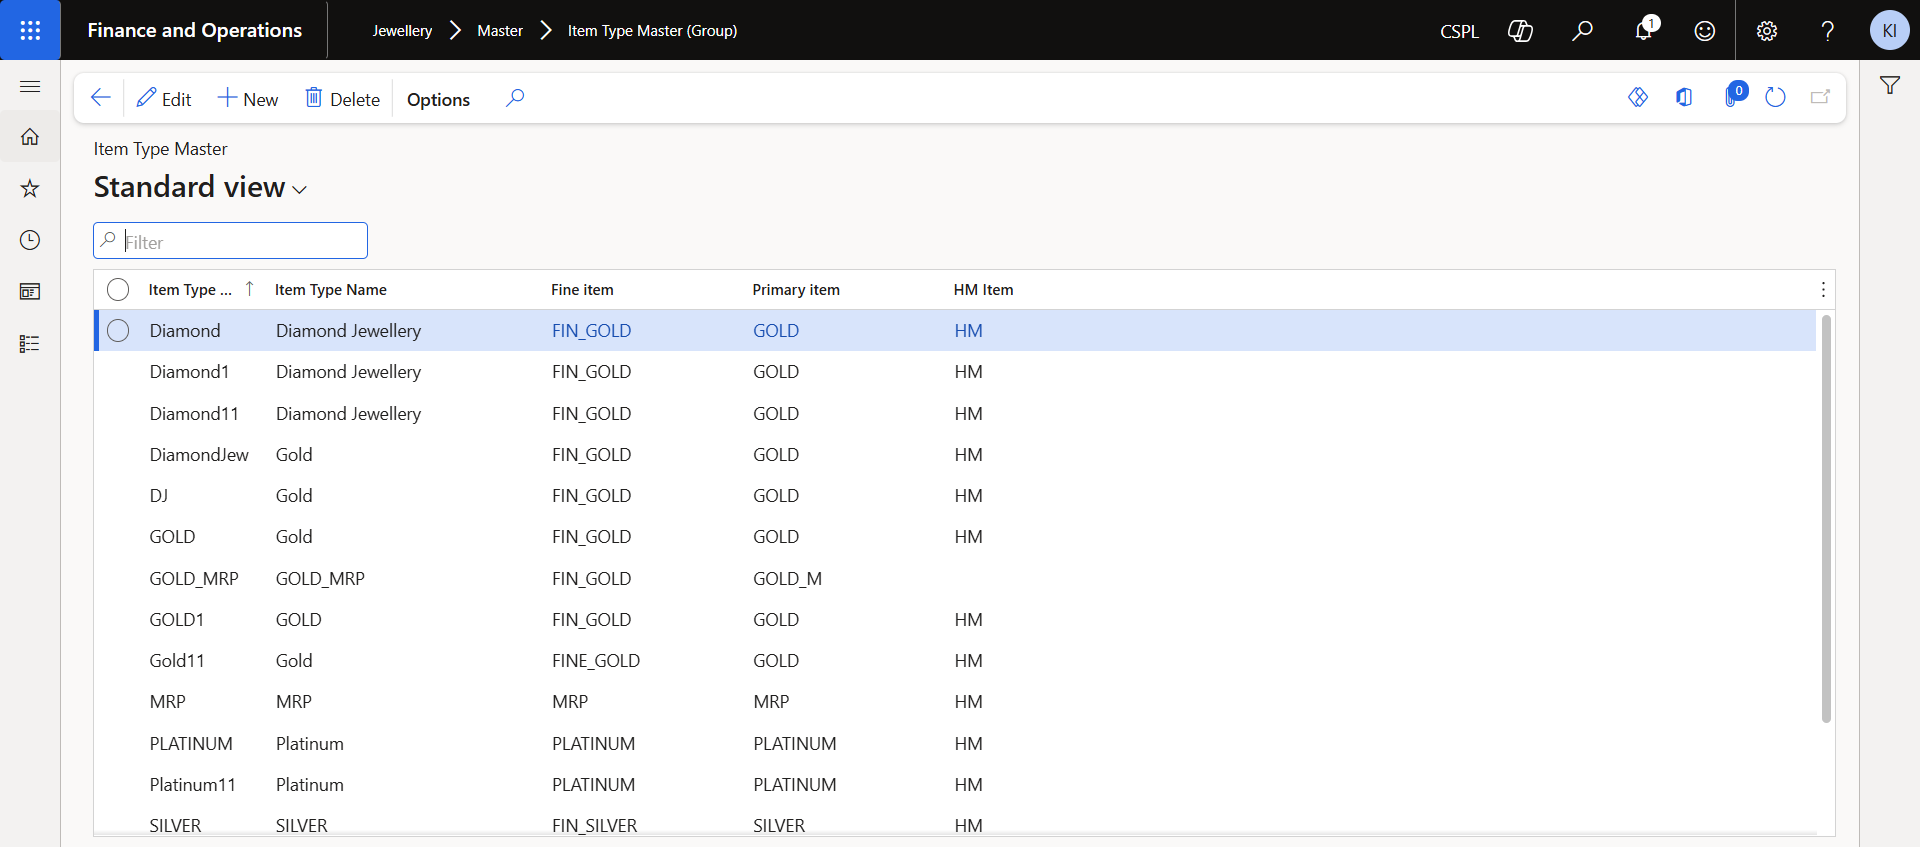 Finance and Operations Jewellery Master Item Type Master (Group) CSPL 1 ? KI
Edit New Delete Options 0
Item Type Master
Standard view
Filter
Item Type ... ↑ Item Type Name Fine item Primary item HM Item
Diamond Diamond Jewellery FIN_GOLD GOLD HM
Diamond1 Diamond Jewellery FIN_GOLD GOLD HM
Diamond11 Diamond Jewellery FIN_GOLD GOLD HM
DiamondJew Gold FIN_GOLD GOLD HM
DJ Gold FIN_GOLD GOLD HM
GOLD Gold FIN_GOLD GOLD HM
GOLD_MRP GOLD_MRP FIN_GOLD GOLD_M
GOLD1 GOLD FIN_GOLD GOLD HM
Gold11 Gold FINE_GOLD GOLD HM
MRP MRP MRP MRP HM
PLATINUM Platinum PLATINUM PLATINUM HM
Platinum11 Platinum PLATINUM PLATINUM HM
SILVER SILVER FIN_SILVER SILVER HM